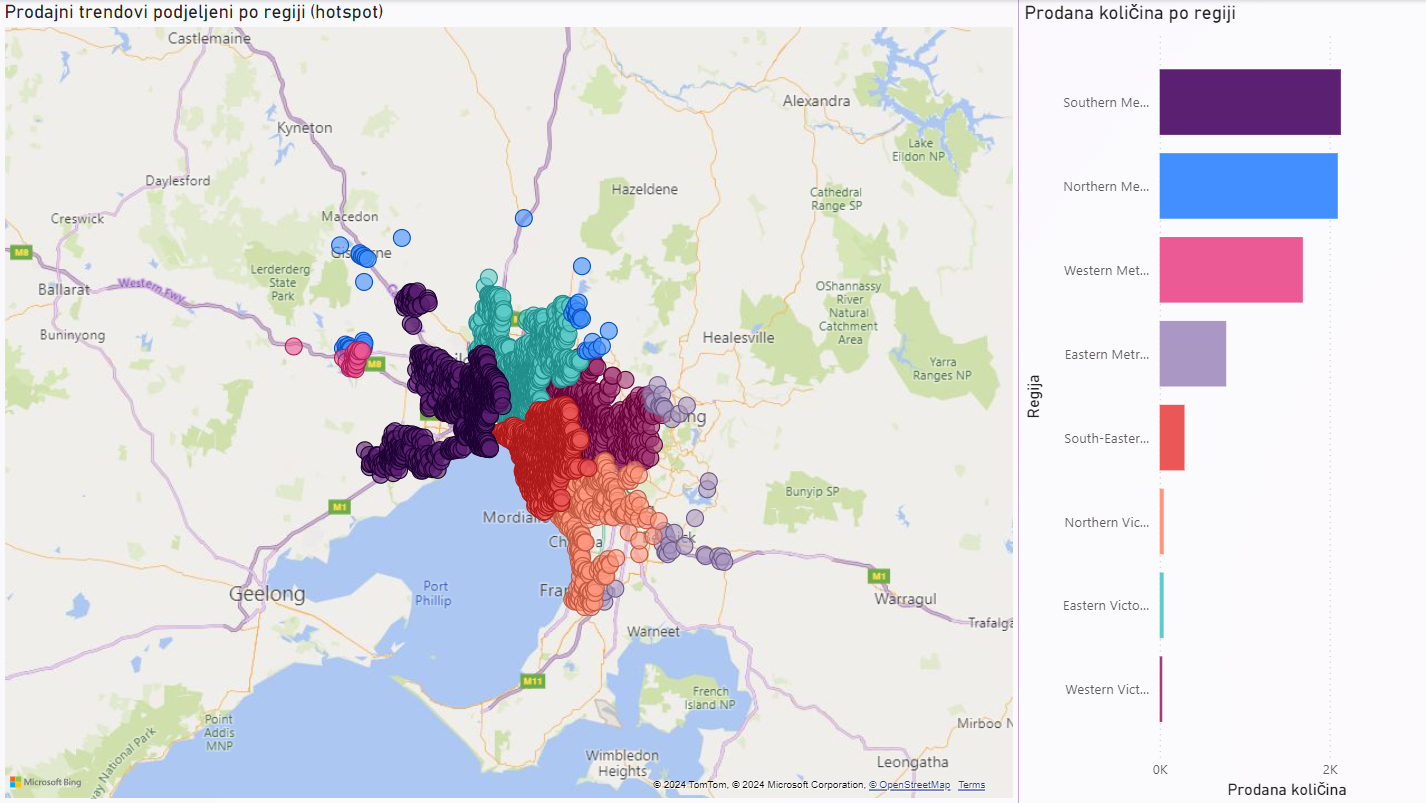 Prodajni trendovi podjeljeni po regiji (hotspot)
Castlemaine
Alexandra
Kyneton
Lake
Eildon NP
Daylesford
Hazeldene
Cathedral
Range SP
Creswick
Macedon
M8
Lerderderg
State
Park
Ballarat
Western Fwy
OShannassy
River
Natural
Catchment
Area
Buninyong
Healesville
M8
Yarra
Ranges NP
Bunyip SP
M1
Mordial
M1
Geelong
Port
Phillip
Warragul
Trafalga
Warneet
M11
French
Island NP
Point
Addis
MNP
Mirboo N
Wimbledon
Heights
Leongatha
way National Park
Microsoft Bing
© 2024 TomTom, © 2024 Microsoft Corporation, © OpenStreetMap Terms
Prodana količina po regiji
Regija
Southern Me...
Northern Me...
Western Met...
Eastern Metr...
South-Easter...
Northern Vic...
Eastern Victo...
Western Vict...
0K
2K
Prodana količina